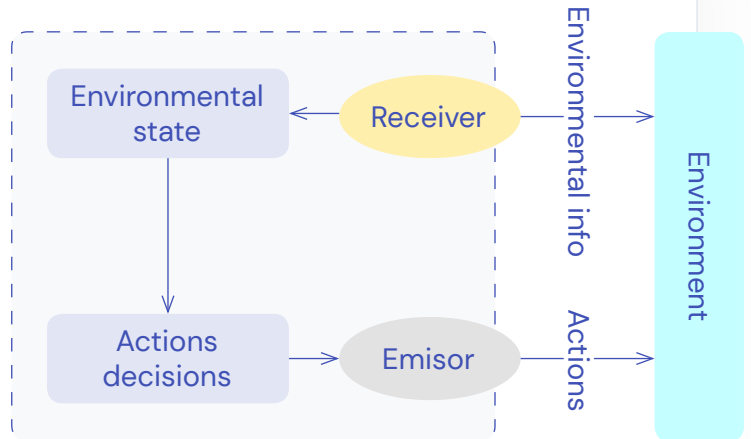 Environmental
state
Receiver
Environmental info
Environment
Actions
decisions
Emisor
Actions